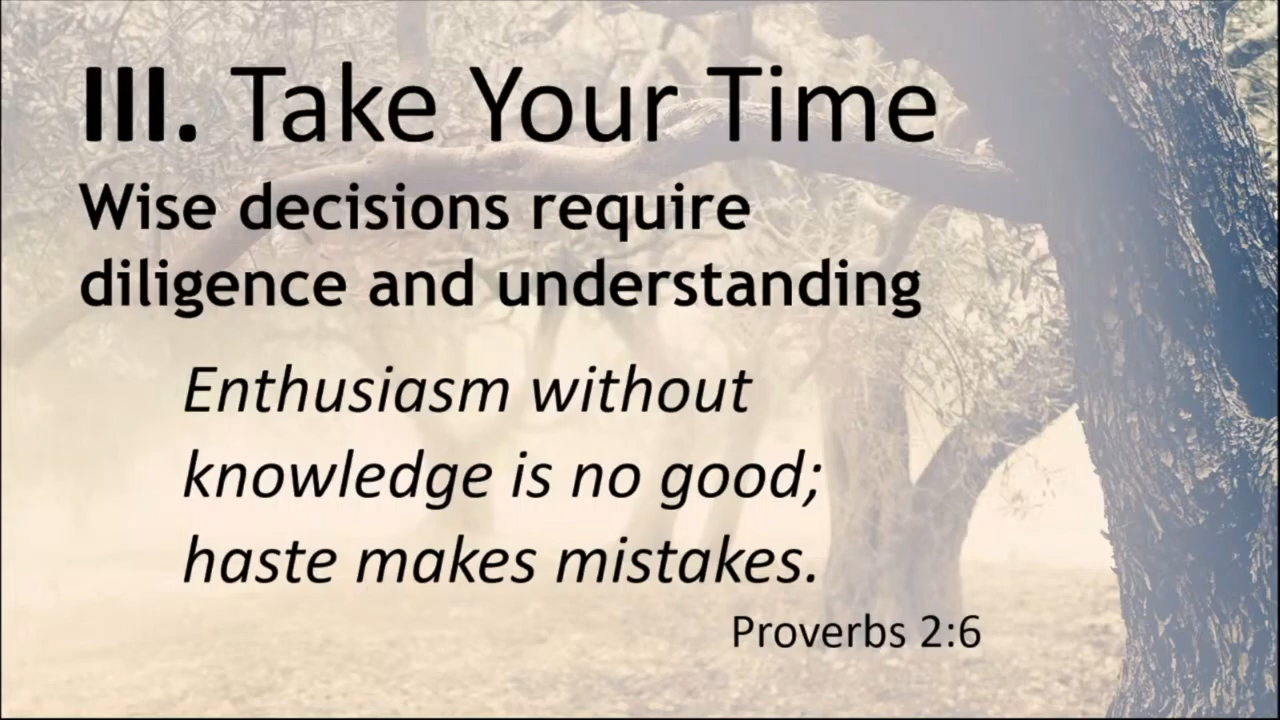 III. Take Your Time
Wise decisions require
diligence and understanding
Enthusiasm without
knowledge is no good;
haste makes mistakes.
Proverbs 2:6